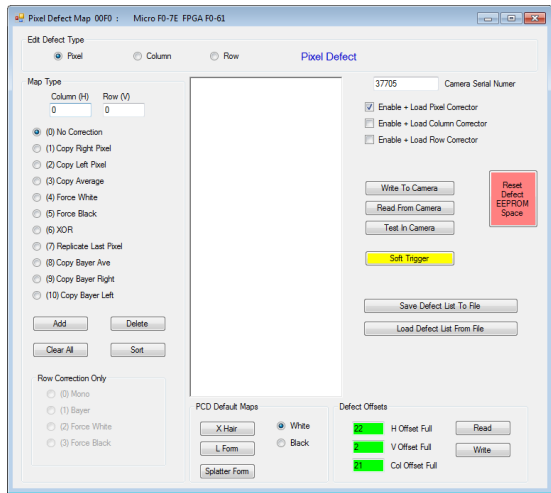 Pixel Defect Map 00F0 : Micro F0-7E FPGA F0-61
Edit Defect Type
Pixel
Column
Row
Pixel Defect
Map Type
Column (H)
Row (V)
0
0
(0) No Correction
(1) Copy Right Pixel
(2) Copy Left Pixel
(3) Copy Average
(4) Force White
(5) Force Black
(6) XOR
(7) Replicate Last Pixel
(8) Copy Bayer Ave
(9) Copy Bayer Right
(10) Copy Bayer Left
Add
Delete
Clear All
Sort
Row Correction Only
(0) Mono
(1) Bayer
(2) Force White
(3) Force Black
37705
Camera Serial Numer
Enable + Load Pixel Corrector
Enable + Load Column Corrector
Enable + Load Row Corrector
Write To Camera
Read From Camera
Test In Camera
Reset
Defect
EEPROM
Space
Soft Trigger
Save Defect List To File
Load Defect List From File
PCD Default Maps
X Hair
L Form
Splatter Form
White
Black
Defect Offsets
22
H Offset Full
2
V Offset Full
21
Col Offset Full
Read
Write